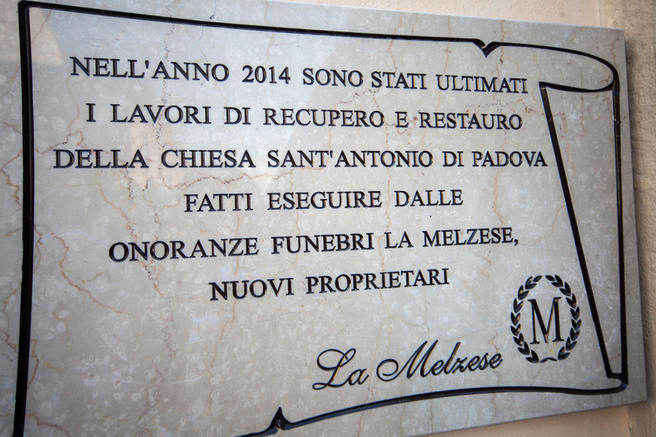 NELL'ANNO 2014 SONO STATI ULTIMATI
I LAVORI DI RECUPERO E RESTAURO
DELLA CHIESA SANT'ANTONIO DI PADOVA
FATTI ESEGUIRE DALLE
ONORANZE FUNEBRI LA MELZESE,
NUOVI PROPRIETARI
M
La Melzese